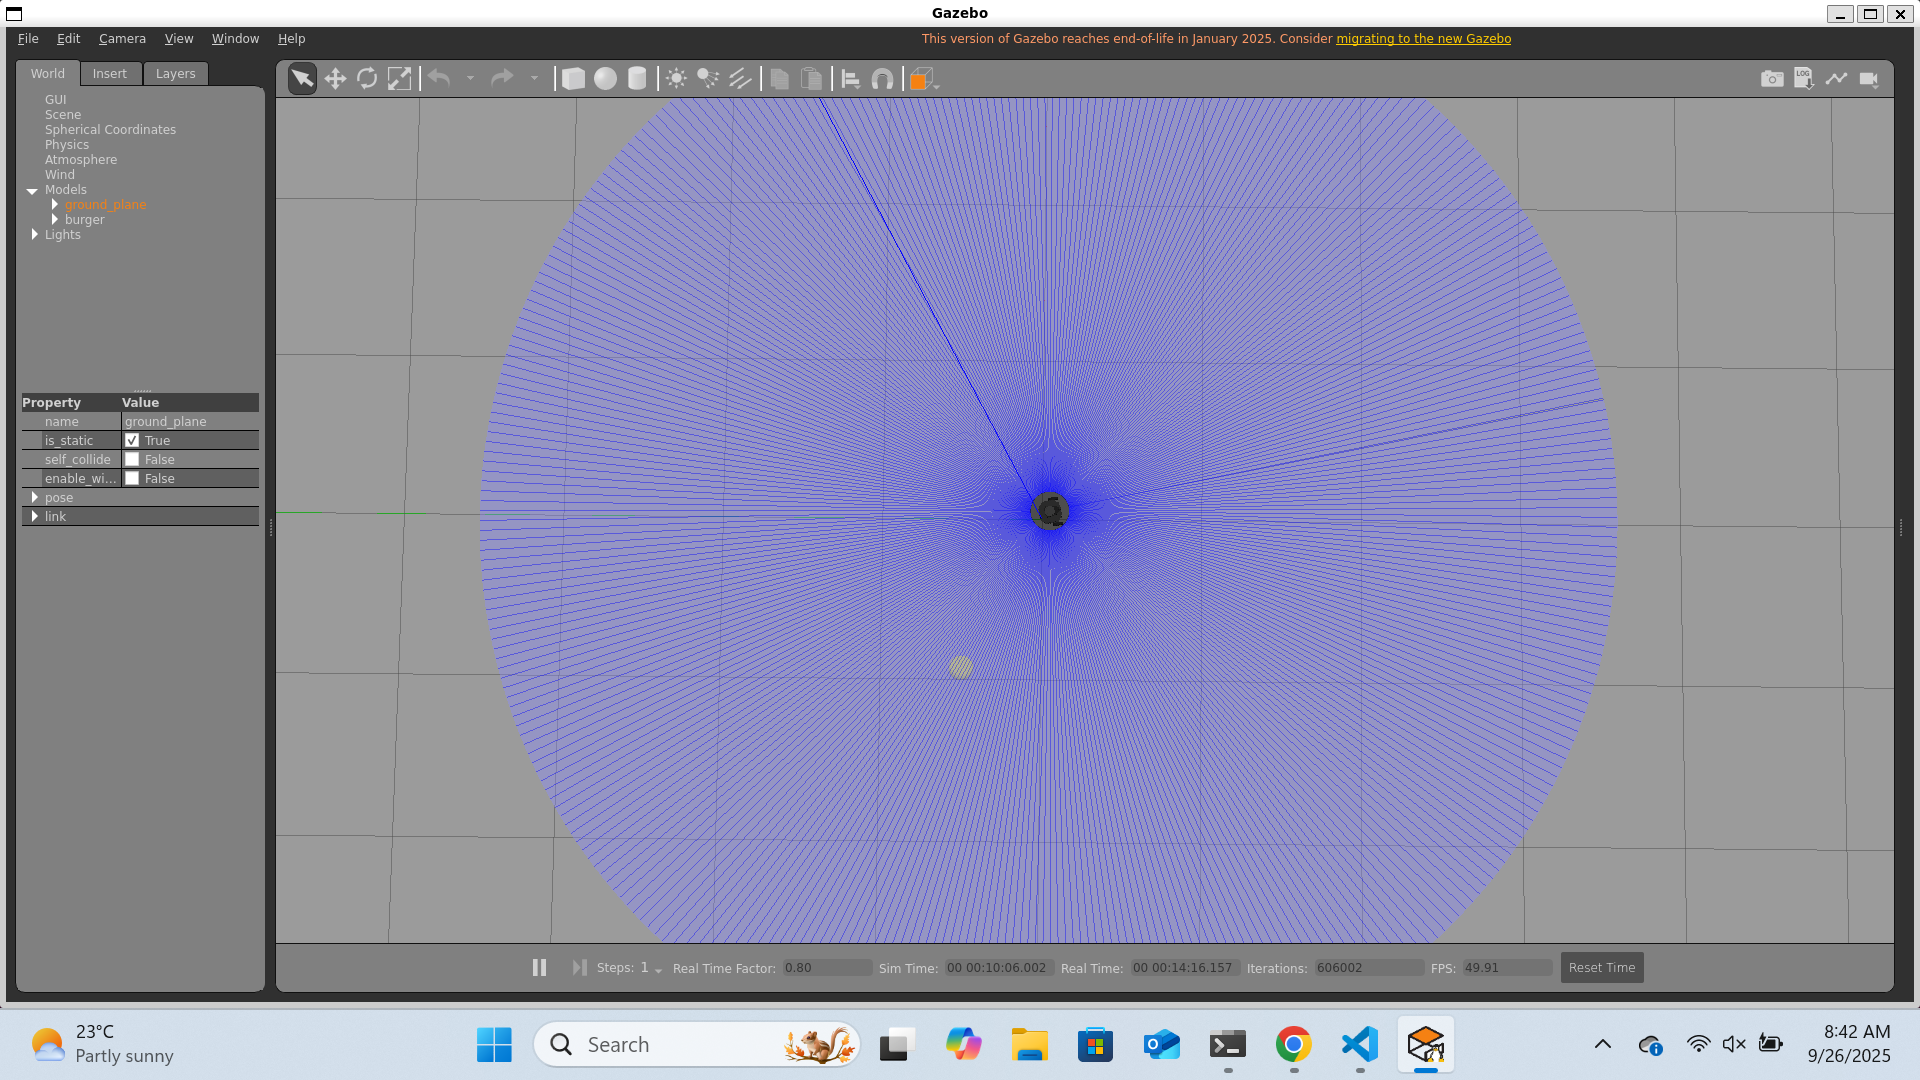 Gazebo
File Edit Camera View Window Help
This version of Gazebo reaches end-of-life in January 2025. Consider migrating to the new Gazebo
World Insert Layers
LOG
GUI
Scene
Spherical Coordinates
Physics
Atmosphere
Wind
Models
ground_plane
burger
Lights
Property Value
name ground_plane
is_static True
self_collide False
enable_wi... False
pose
link
Steps: 1 Real Time Factor: 0.80 Sim Time: 00 00:10:06.002 Real Time: 00 00:14:16.157 Iterations: 606002 FPS: 49.91 Reset Time
23°C
Partly sunny
Search
8:42 AM
9/26/2025